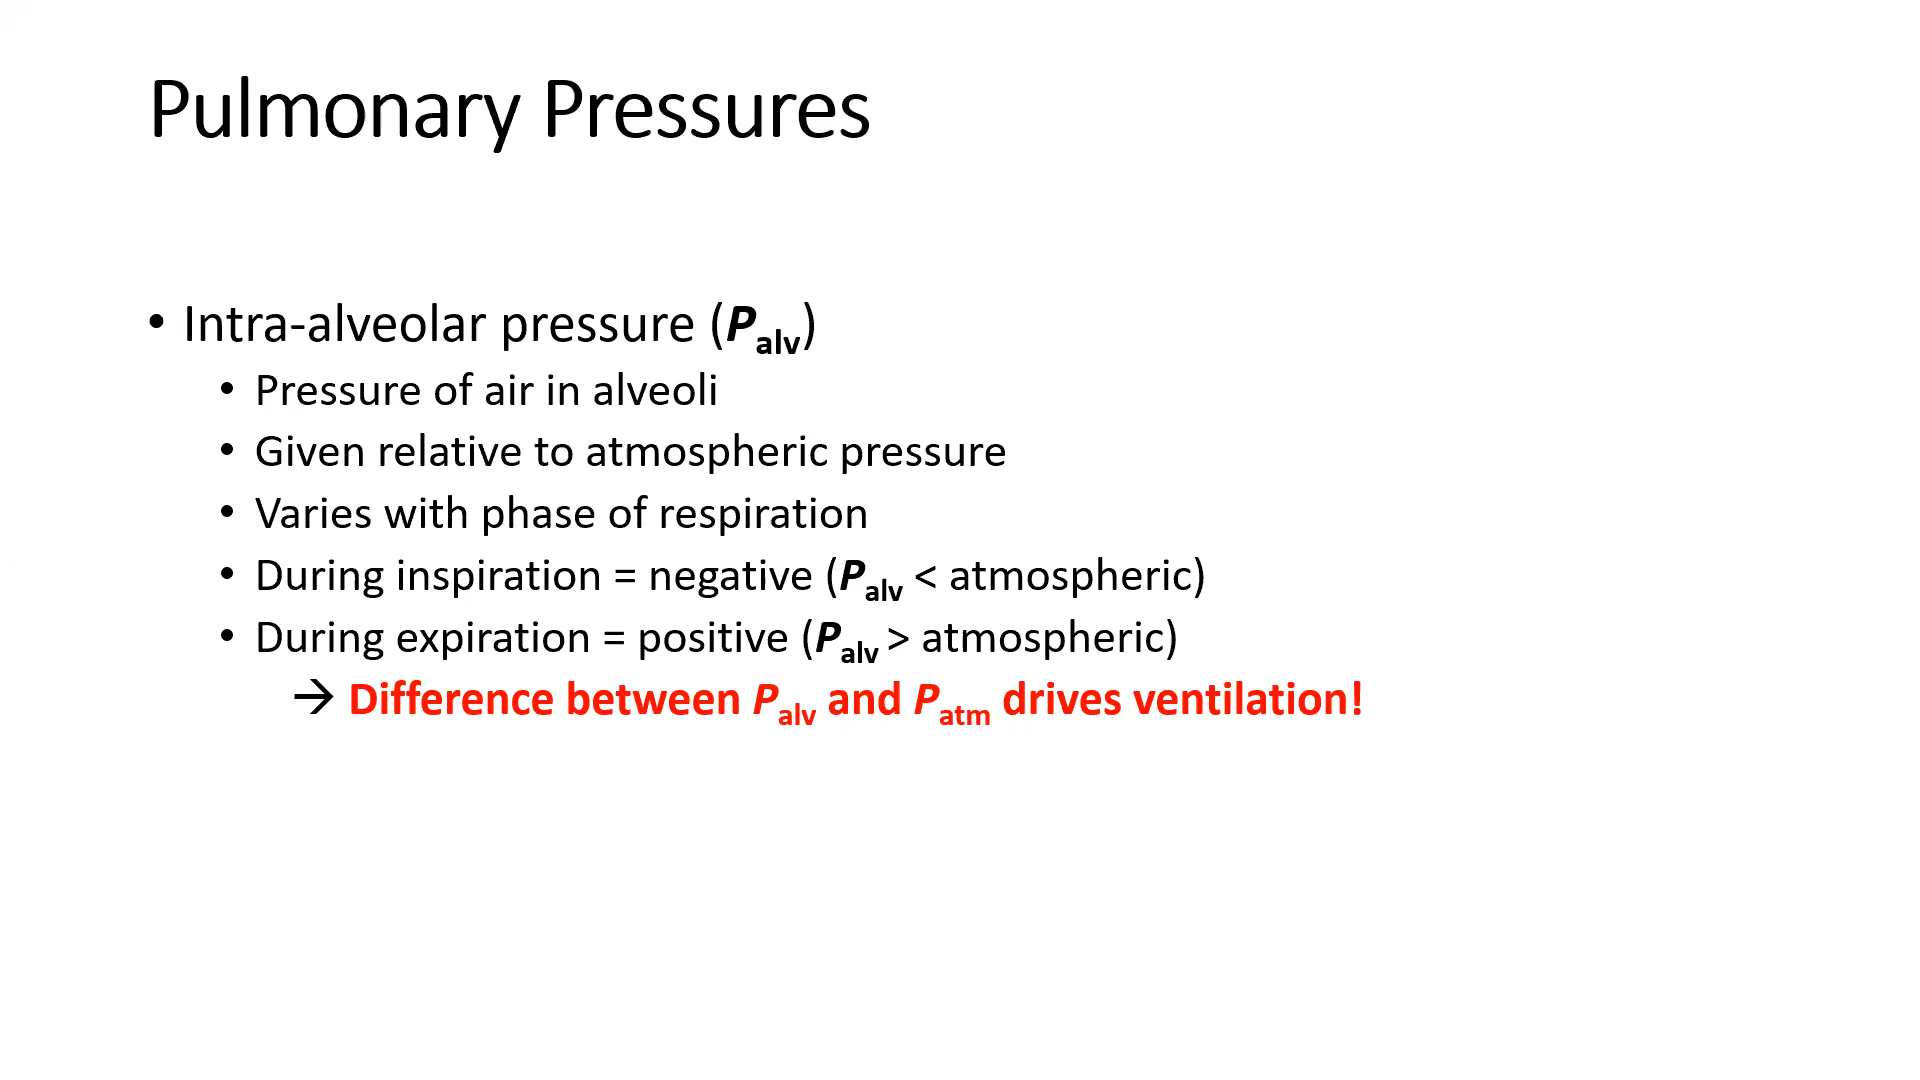 Pulmonary Pressures
• Intra-alveolar pressure (Palv)
• Pressure of air in alveoli
• Given relative to atmospheric pressure
• Varies with phase of respiration
• During inspiration = negative (Palv < atmospheric)
• During expiration = positive (Palv > atmospheric)
→ Difference between Palv and Patm drives ventilation!